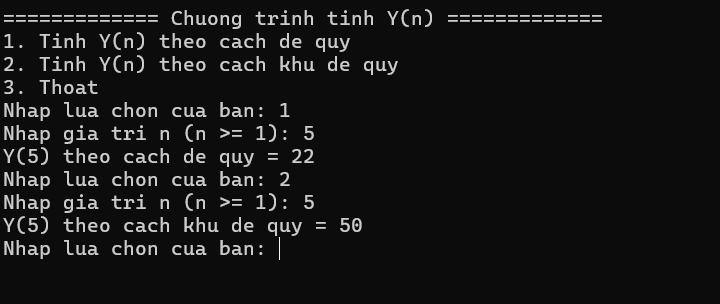 ============= Chuong trinh tinh Y(n) =============
1. Tinh Y(n) theo cach de quy
2. Tinh Y(n) theo cach khu de quy
3. Thoat
Nhap lua chon cua ban: 1
Nhap gia tri n (n >= 1): 5
Y(5) theo cach de quy = 22
Nhap lua chon cua ban: 2
Nhap gia tri n (n >= 1): 5
Y(5) theo cach khu de quy = 50
Nhap lua chon cua ban: